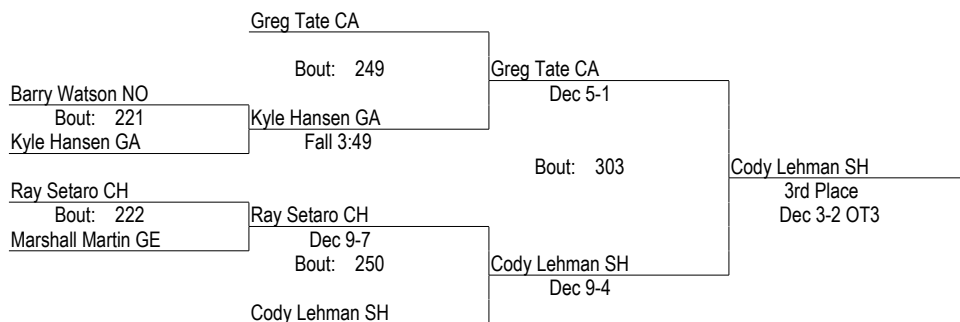 Greg Tate CA
Bout: 249
Greg Tate CA
Dec 5-1
Barry Watson NO
Bout: 221
Kyle Hansen GA
Kyle Hansen GA
Fall 3:49
Bout: 303
Cody Lehman SH
3rd Place
Dec 3-2 OT3
Ray Setaro CH
Bout: 222
Marshall Martin GE
Ray Setaro CH
Dec 9-7
Bout: 250
Cody Lehman SH
Dec 9-4
Cody Lehman SH